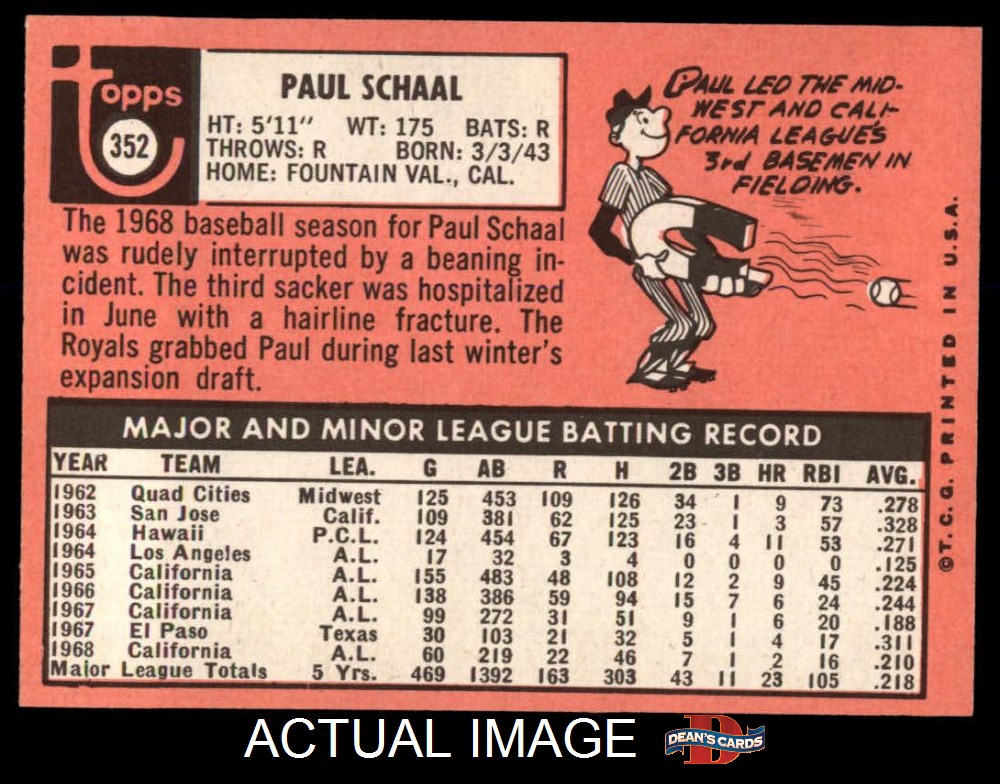 Topps
352
PAUL SCHAAL
HT: 5'11" WT: 175 BATS: R
THROWS: R BORN: 3/3/43
HOME: FOUNTAIN VAL., CAL.
The 1968 baseball season for Paul Schaal
was rudely interrupted by a beaning in-
cident. The third sacker was hospitalized
in June with a hairline fracture. The
Royals grabbed Paul during last winter's
expansion draft.
PAUL LED THE MID-
WEST AND CALI-
FORNIA LEAGUE'S
3rd BASEMEN IN
FIELDING.
©T.C.G. PRINTED IN U.S.A.
MAJOR AND MINOR LEAGUE BATTING RECORD
YEAR TEAM LEA. G AB R H 2B 3B HR RBI AVG.
1962 Quad Cities Midwest 125 453 109 126 34 1 9 73 .278
1963 San Jose Calif. 109 381 62 125 23 1 3 57 .328
1964 Hawaii P.C.L. 124 454 67 123 16 4 11 53 .271
1964 Los Angeles A.L. 17 32 3 4 0 0 0 0 .125
1965 California A.L. 155 483 48 108 12 2 9 45 .224
1966 California A.L. 138 386 59 94 15 7 6 24 .244
1967 California A.L. 99 272 31 51 9 1 6 20 .188
1967 El Paso Texas 30 103 21 32 5 1 4 17 .311
1968 California A.L. 60 219 22 46 7 1 2 16 .210
Major League Totals 5 Yrs. 469 1392 163 303 43 11 23 105 .218
ACTUAL IMAGE
D
DEAN'S CARDS